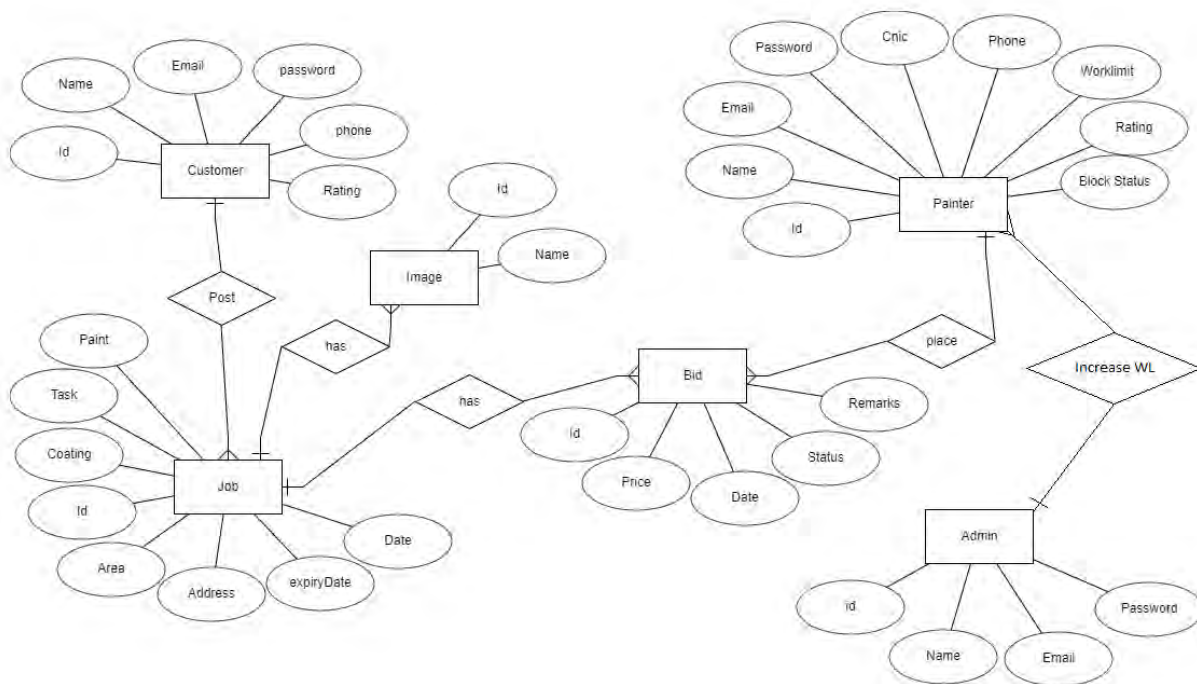 Name
Email
password
phone
Rating
Id
Customer
Post
Paint
Task
Coating
Id
Area
Address
expiryDate
Date
Job
has
Image
Id
Name
has
Bid
Id
Price
Date
Status
Remarks
place
Password
Cnic
Phone
Worklimit
Rating
Block Status
Email
Name
Id
Painter
Increase WL
Admin
id
Name
Email
Password